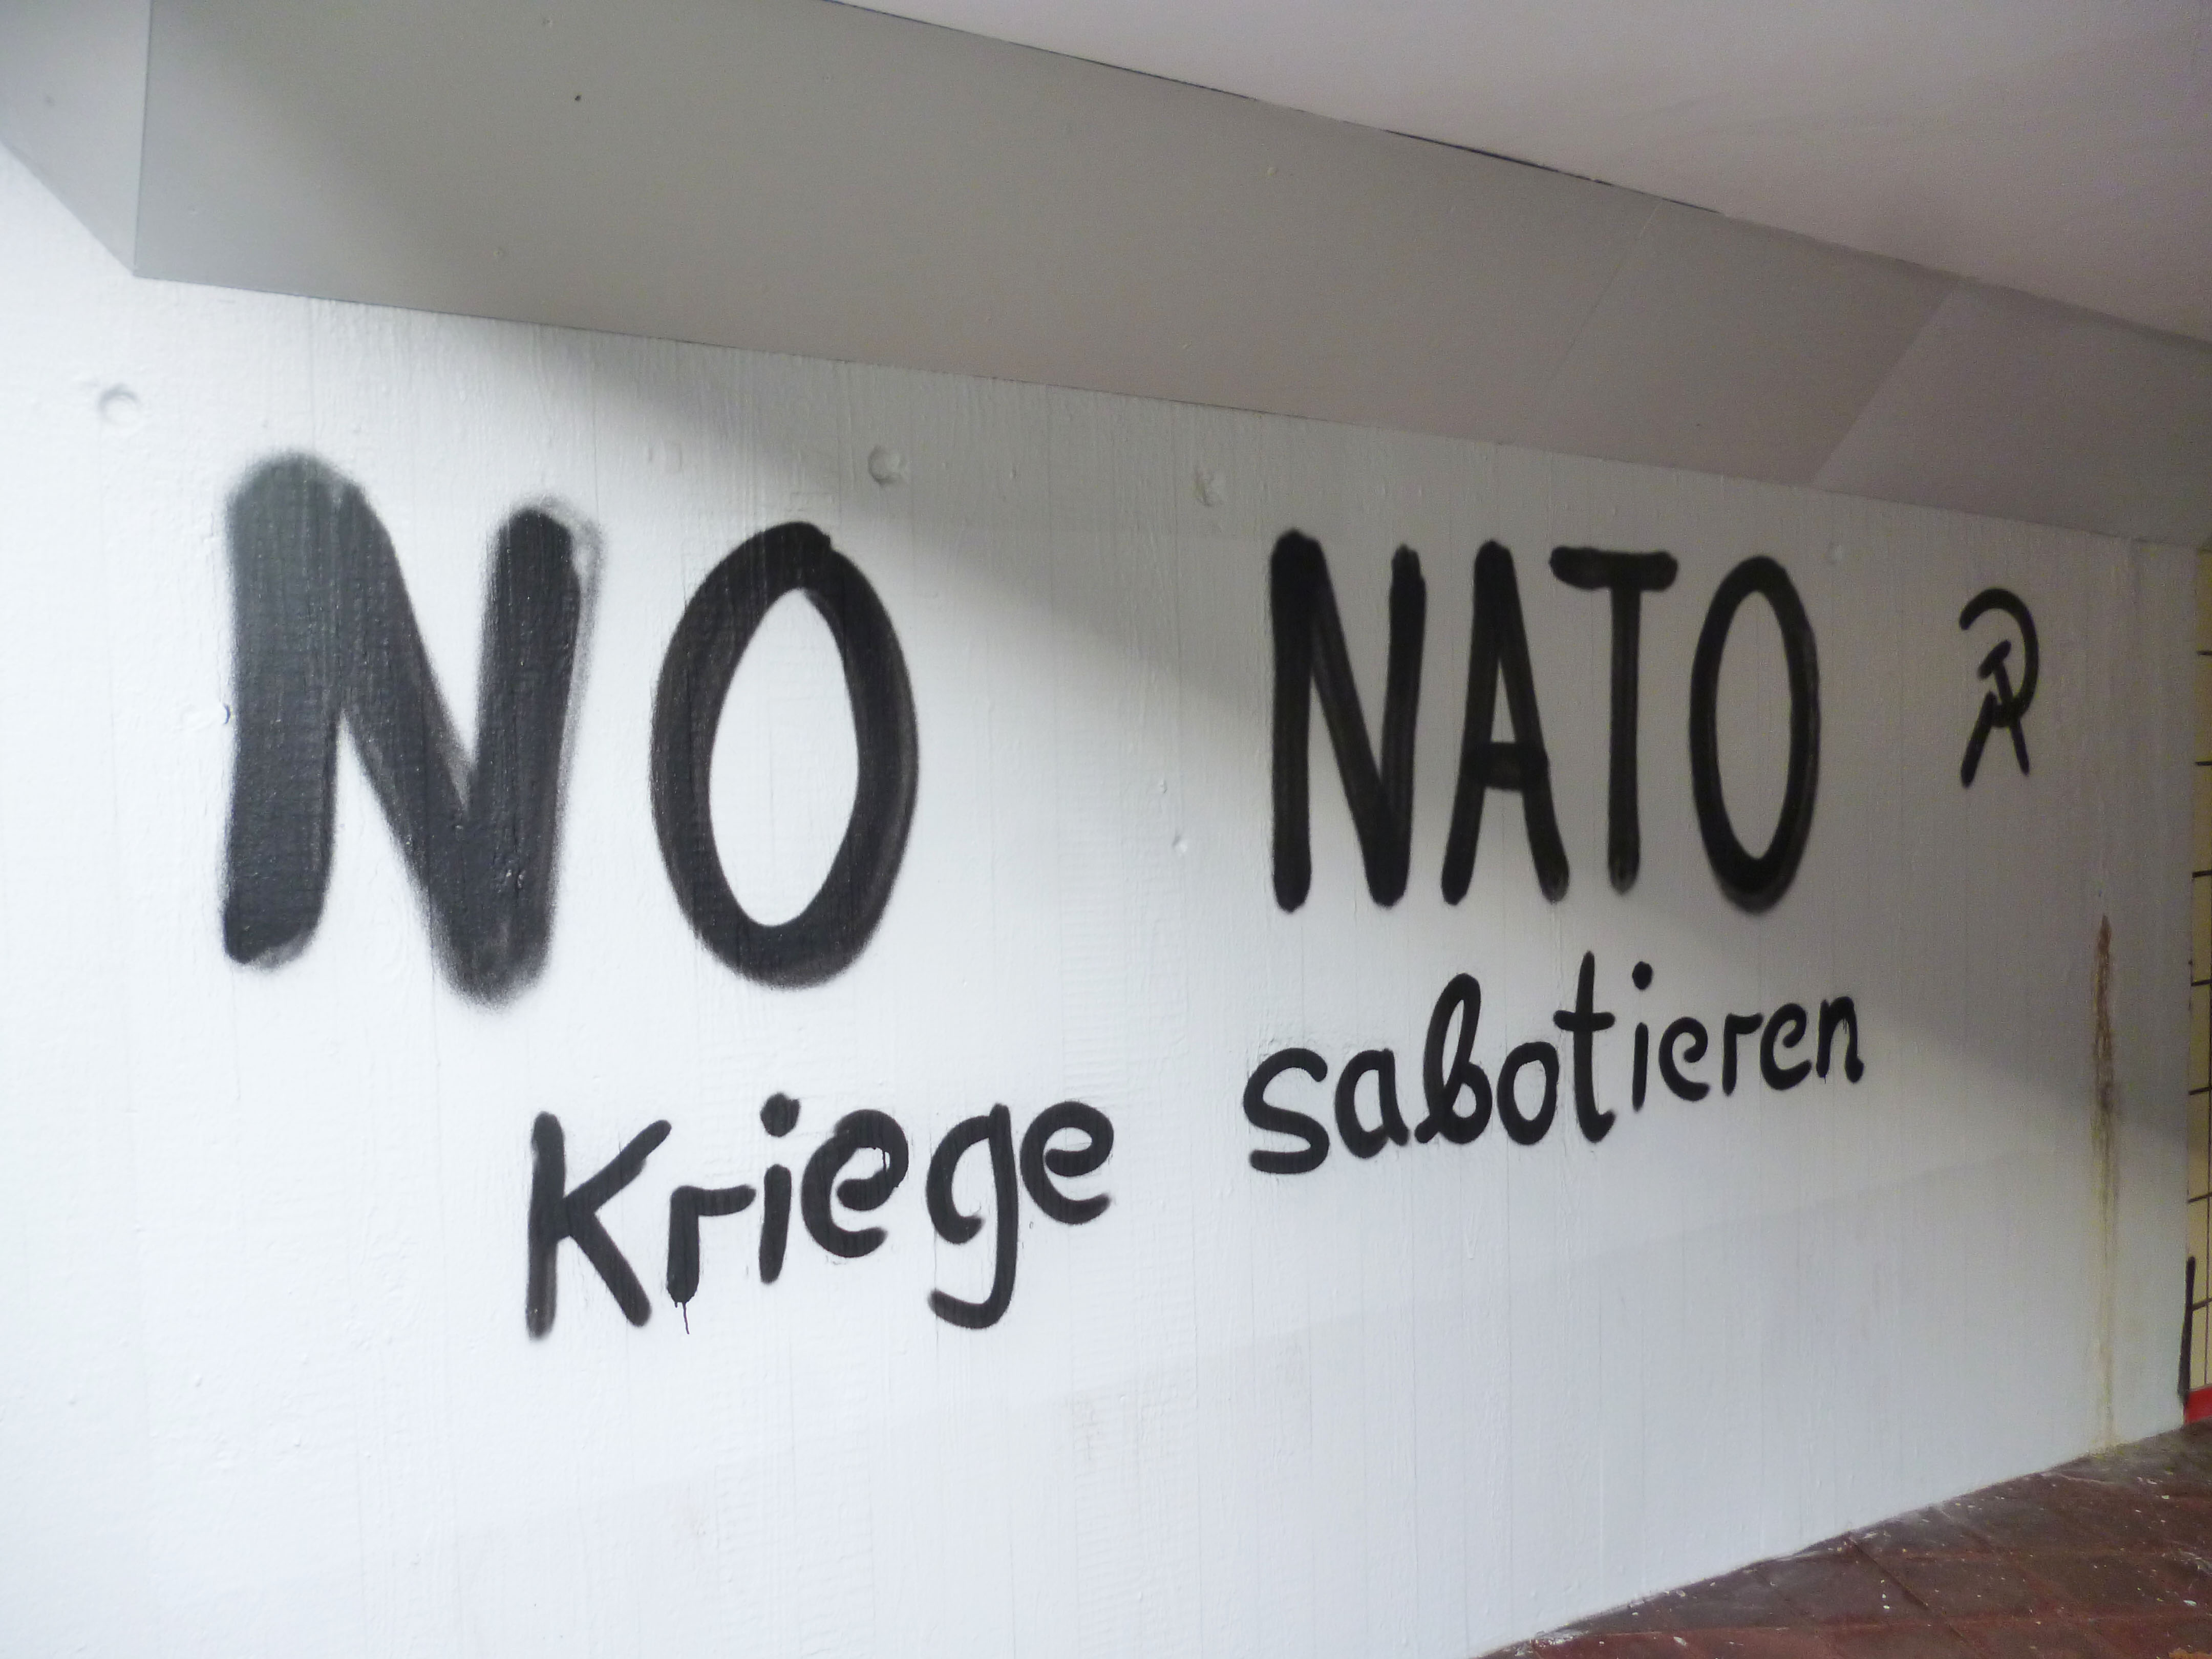 NO NATO
Kriege sabotieren